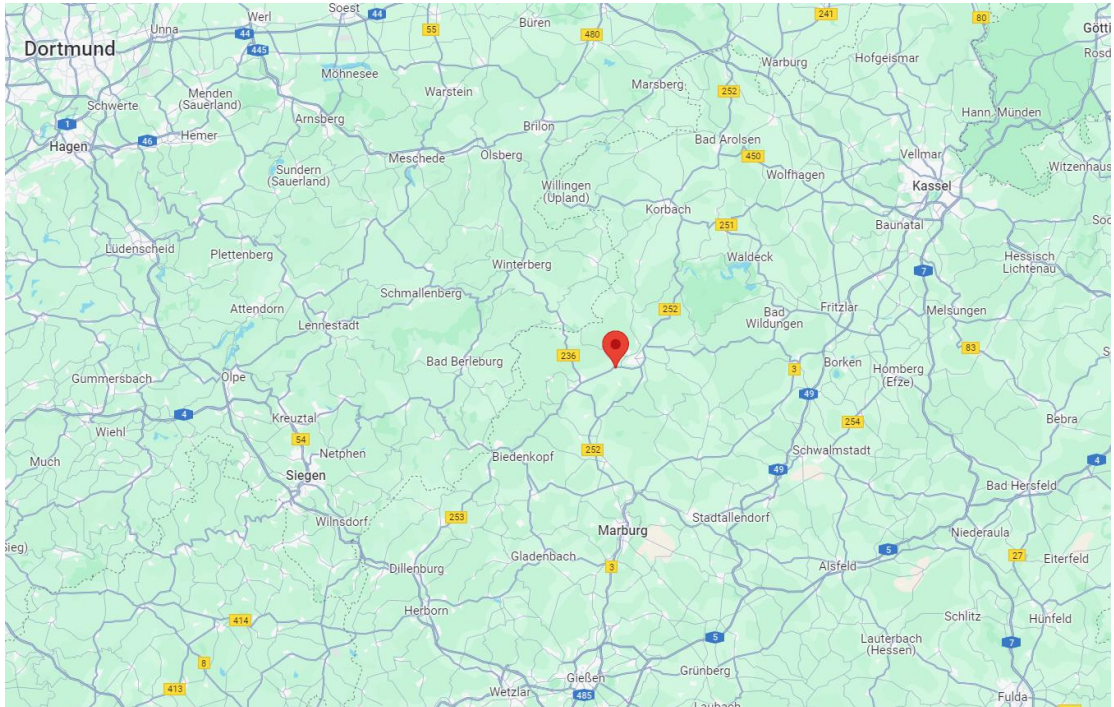 Dortmund
Unna
44
Werl
445
Soest
44
55
Büren
480
241
80
Götti
Rosd
Warburg
Hofgeismar
Schwerte
1
Hagen
46
Hemer
Menden
(Sauerland)
Möhnesee
Arnsberg
Warstein
Marsberg
252
Hann. Münden
Brilon
Bad Arolsen
450
Vellmar
Kassel
Witzenhaus
Meschede
Olsberg
Sundern
(Sauerland)
Willingen
(Upland)
Wolfhagen
Korbach
251
Baunatal
Lüdenscheid
Plettenberg
Winterberg
Waldeck
7
Hessisch
Lichtenau
Schmallenberg
Attendorn
Lennestadt
252
Bad
Wildungen
Fritzlar
Melsungen
83
Bad Berleburg
236
3
Borken
Homberg
(Efze)
Gummersbach
Olpe
49
4
Wiehl
Kreuztal
54
Netphen
254
Bebra
Much
Siegen
Biedenkopf
252
Schwalmstadt
49
4
Bad Hersfeld
Wilnsdorf
253
Marburg
Stadtallendorf
Niederaula
Sieg)
Dillenburg
Gladenbach
3
5
Alsfeld
27
Eiterfeld
Herborn
414
5
Schlitz
Hünfeld
8
Lauterbach
(Hessen)
7
413
Wetzlar
Gießen
485
Grünberg
Laubach
Fulda